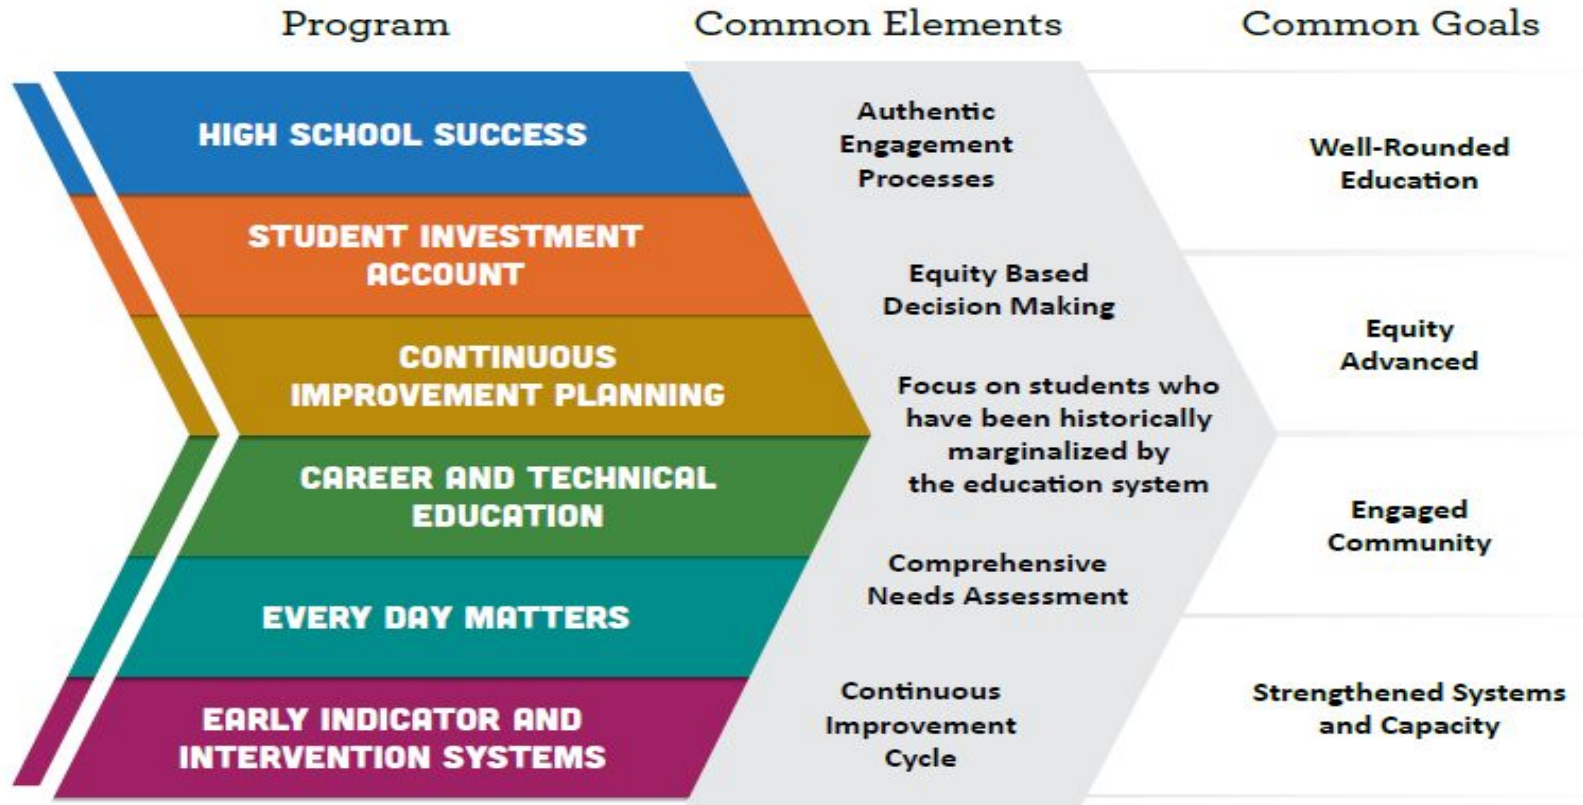 Program
Common Elements
Common Goals
HIGH SCHOOL SUCCESS
STUDENT INVESTMENT
ACCOUNT
CONTINUOUS
IMPROVEMENT PLANNING
CAREER AND TECHNICAL
EDUCATION
EVERY DAY MATTERS
EARLY INDICATOR AND
INTERVENTION SYSTEMS
Authentic
Engagement
Processes
Equity Based
Decision Making
Focus on students who
have been historically
marginalized by
the education system
Comprehensive
Needs Assessment
Continuous
Improvement
Cycle
Well-Rounded
Education
Equity
Advanced
Engaged
Community
Strengthened Systems
and Capacity